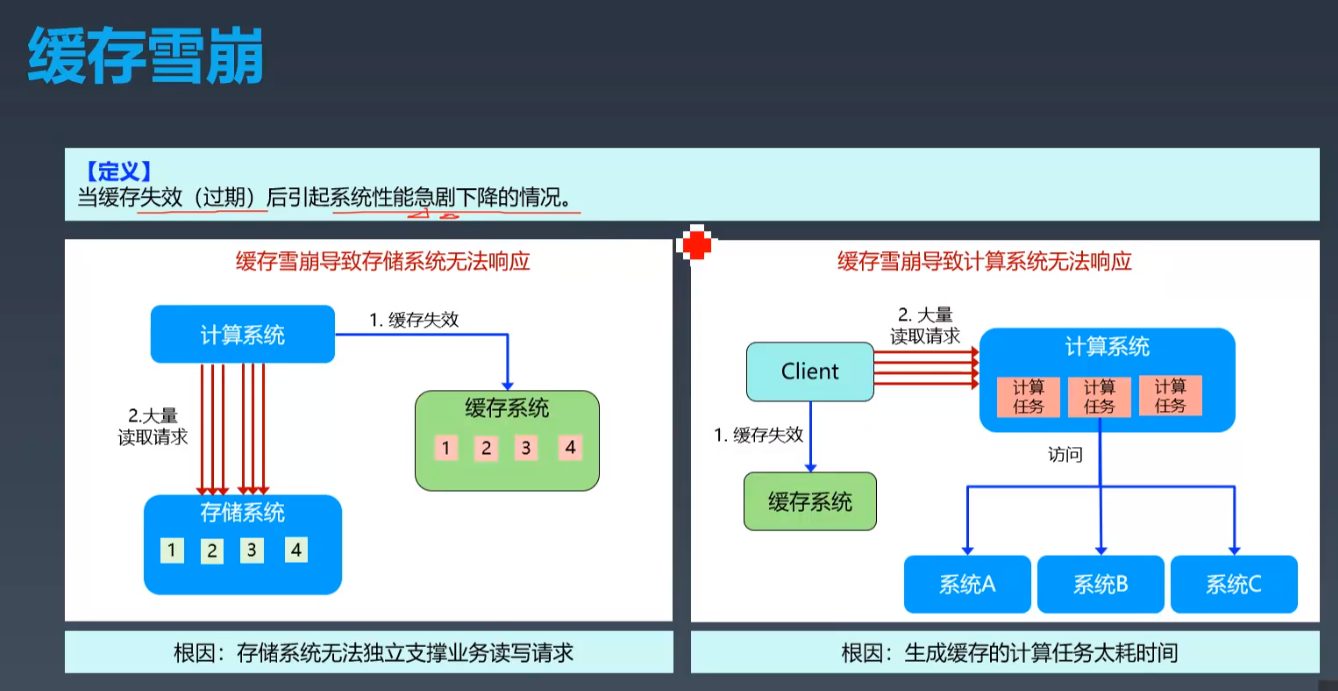 缓存雪崩
【定义】
当缓存失效（过期）后引起系统性能急剧下降的情况。
缓存雪崩导致存储系统无法响应
计算系统
1. 缓存失效
2.大量
读取请求
缓存系统
1 2 3 4
存储系统
1 2 3 4
根因：存储系统无法独立支撑业务读写请求
缓存雪崩导致计算系统无法响应
2. 大量
读取请求
Client
计算系统
计算
任务
计算
任务
计算
任务
1. 缓存失效
访问
缓存系统
系统A
系统B
系统C
根因：生成缓存的计算任务太耗时间